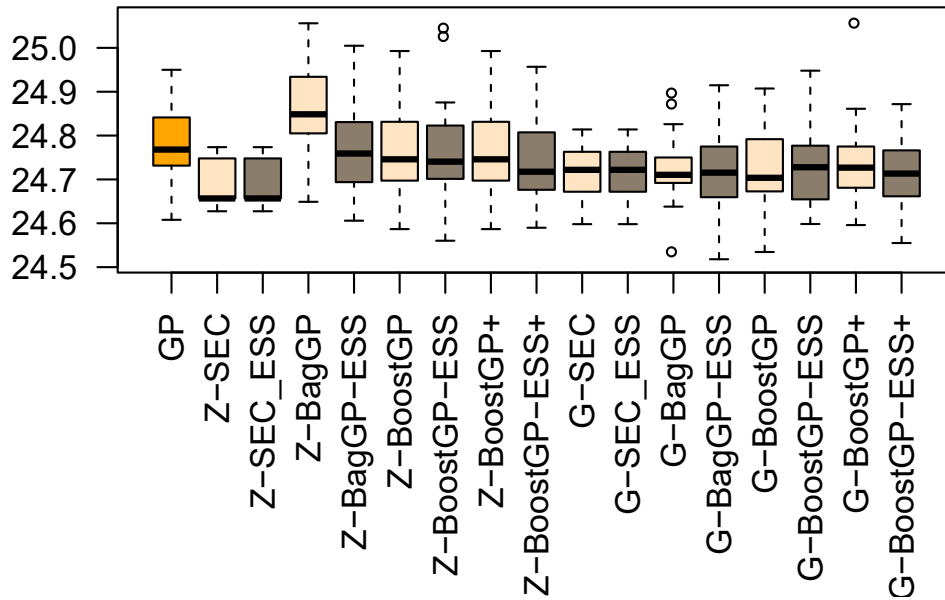 25.0
24.9
24.8
24.7
24.6
24.5
GP
Z−SEC
Z−SEC_ESS
Z−BagGP
Z−BagGP−ESS
Z−BoostGP
Z−BoostGP−ESS
Z−BoostGP+
Z−BoostGP−ESS+
G−SEC
G−SEC_ESS
G−BagGP
G−BagGP−ESS
G−BoostGP
G−BoostGP−ESS
G−BoostGP+
G−BoostGP−ESS+